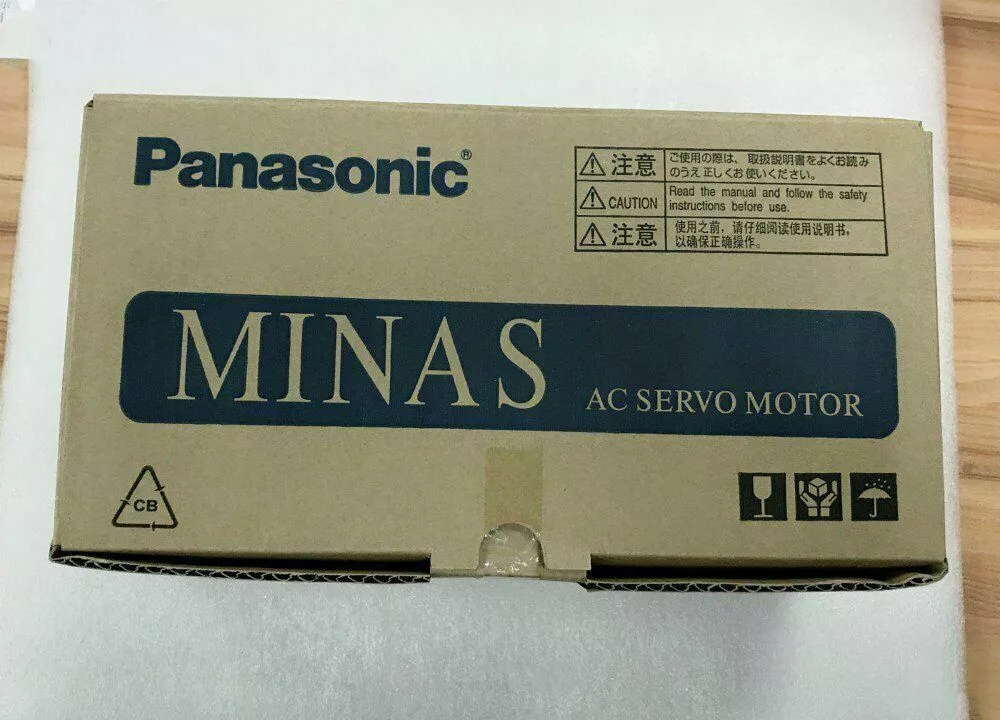 Panasonic®
注意
ご使用の際は、取扱説明書をよくお読み
のうえ正しくお使いください。
CAUTION
Read the manual and follow the safety
instructions before use.
注意
使用之前，请仔细阅读使用说明书，
以确保正确操作。
MINAS
AC SERVO MOTOR
CB